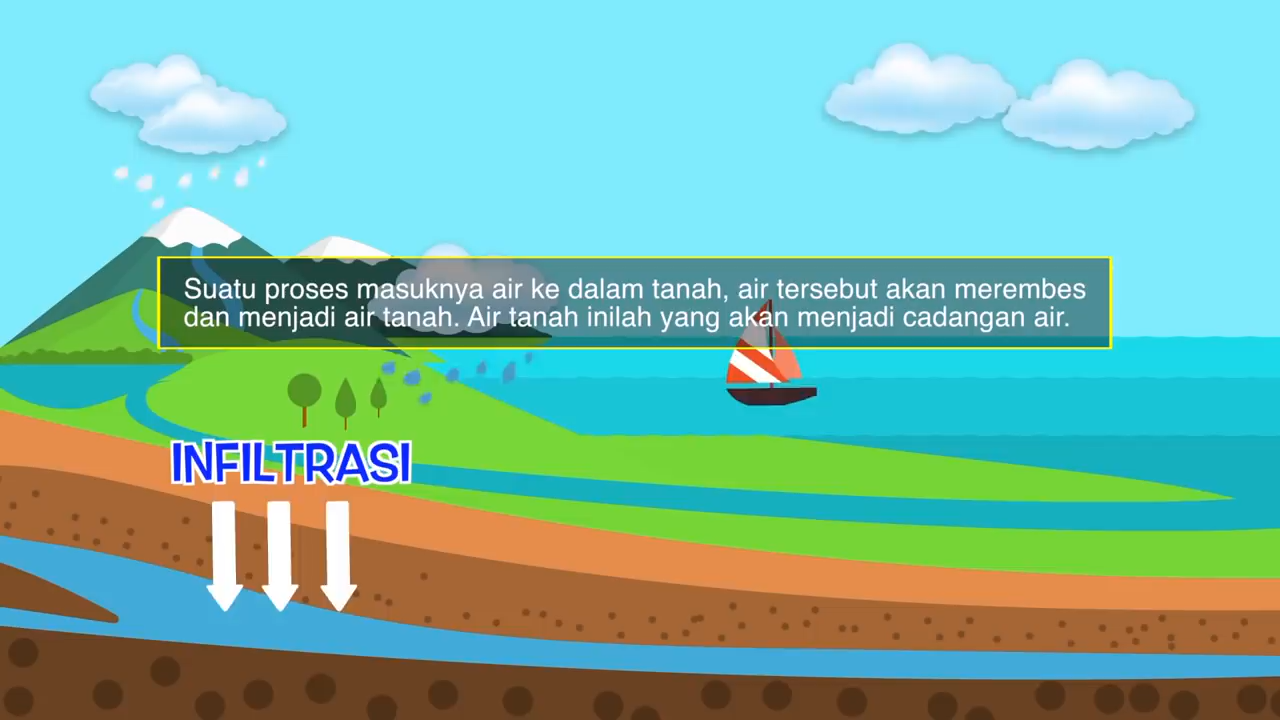 Suatu proses masuknya air ke dalam tanah, air tersebut akan merembes
dan menjadi air tanah. Air tanah inilah yang akan menjadi cadangan air.
INFILTRASI